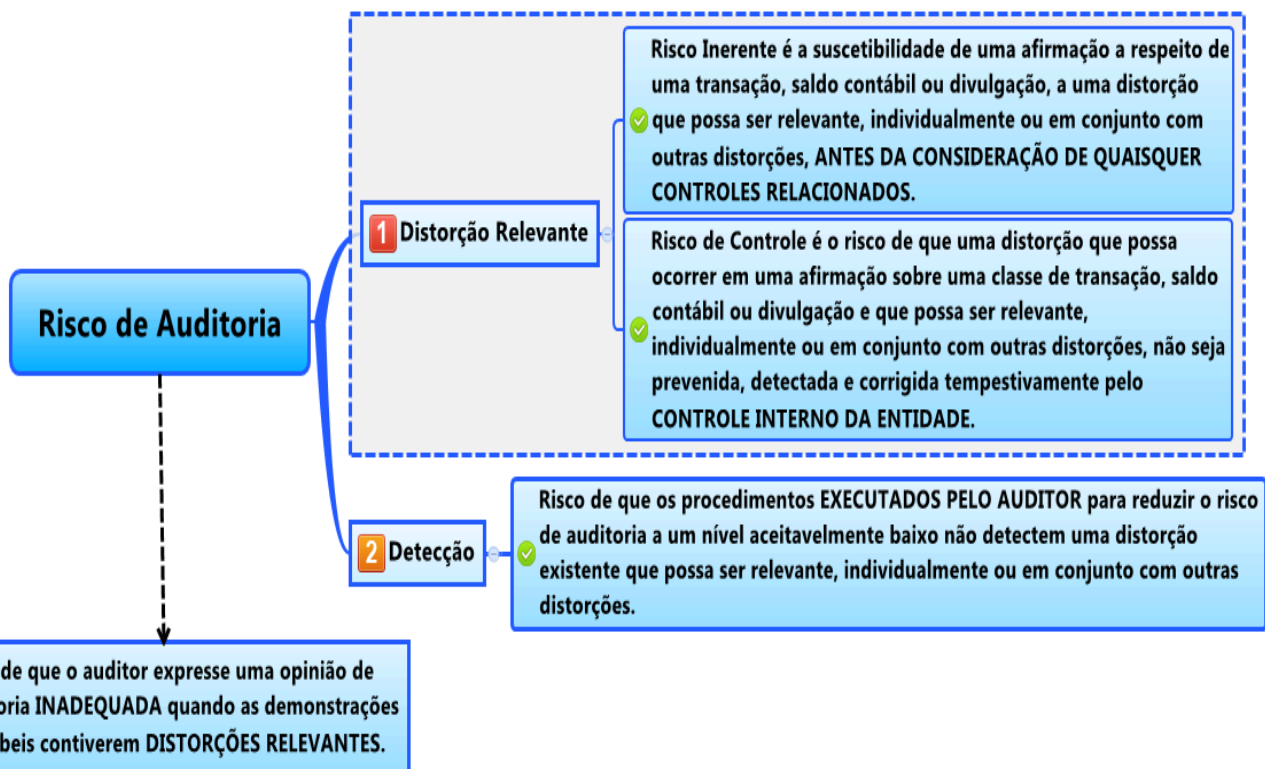 Risco de Auditoria
1 Distorção Relevante
Risco Inerente é a suscetibilidade de uma afirmação a respeito de
uma transação, saldo contábil ou divulgação, a uma distorção
que possa ser relevante, individualmente ou em conjunto com
outras distorções, ANTES DA CONSIDERAÇÃO DE QUAISQUER
CONTROLES RELACIONADOS.
Risco de Controle é o risco de que uma distorção que possa
ocorrer em uma afirmação sobre uma classe de transação, saldo
contábil ou divulgação e que possa ser relevante,
individualmente ou em conjunto com outras distorções, não seja
prevenida, detectada e corrigida tempestivamente pelo
CONTROLE INTERNO DA ENTIDADE.
2 Detecção
Risco de que os procedimentos EXECUTADOS PELO AUDITOR para reduzir o risco
de auditoria a um nível aceitavelmente baixo não detectem uma distorção
existente que possa ser relevante, individualmente ou em conjunto com outras
distorções.
de que o auditor expresse uma opinião de
oria INADEQUADA quando as demonstrações
beis contiverem DISTORÇÕES RELEVANTES.